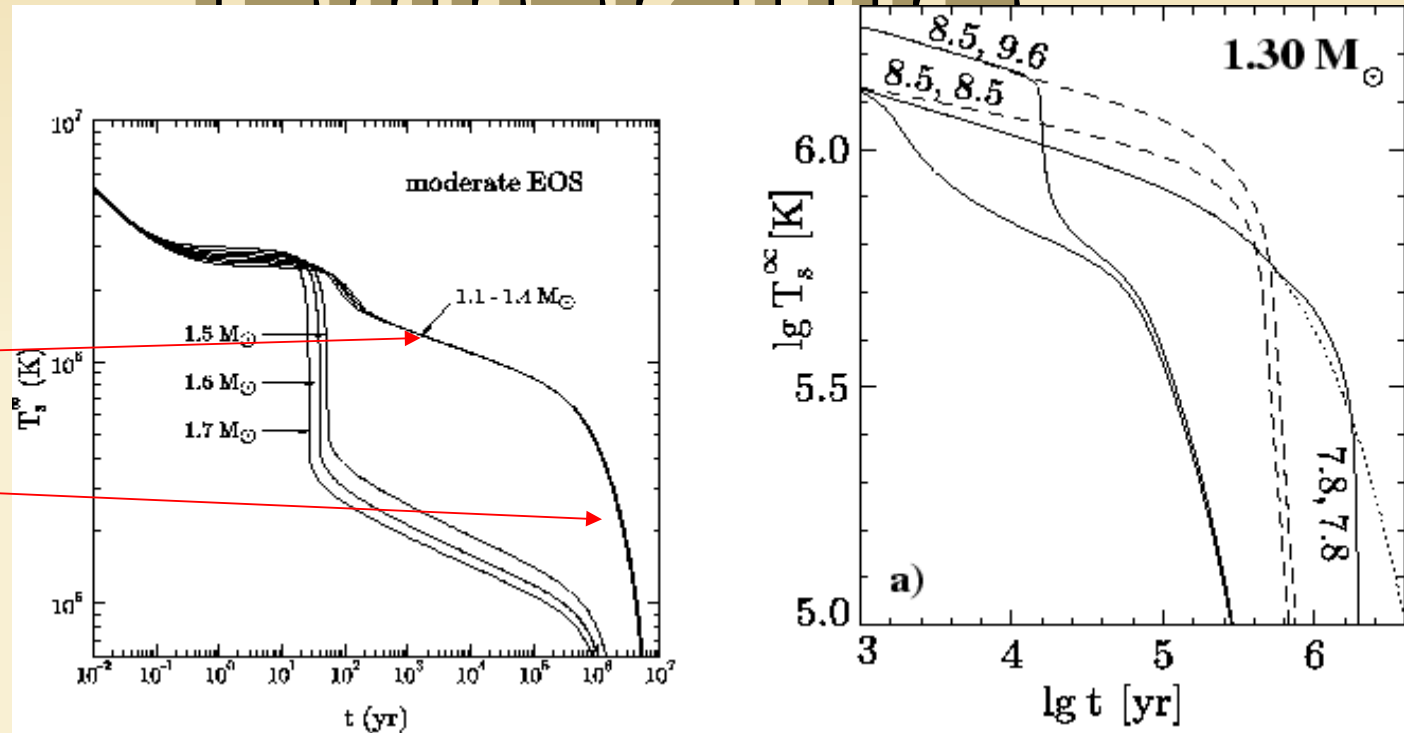 moderate EOS
10⁷
10⁶
10⁵
T_s^∞ (K)
1.1 - 1.4 M☉
1.5 M☉
1.6 M☉
1.7 M☉
10⁻² 10⁻¹ 10⁰ 10¹ 10² 10³ 10⁴ 10⁵ 10⁶ 10⁷
t (yr)
1.30 M☉
8.5, 9.6
8.5, 8.5
7.8, 7.8
6.0
5.5
5.0
lg T_s^∞ [K]
a)
3 4 5 6
lg t [yr]